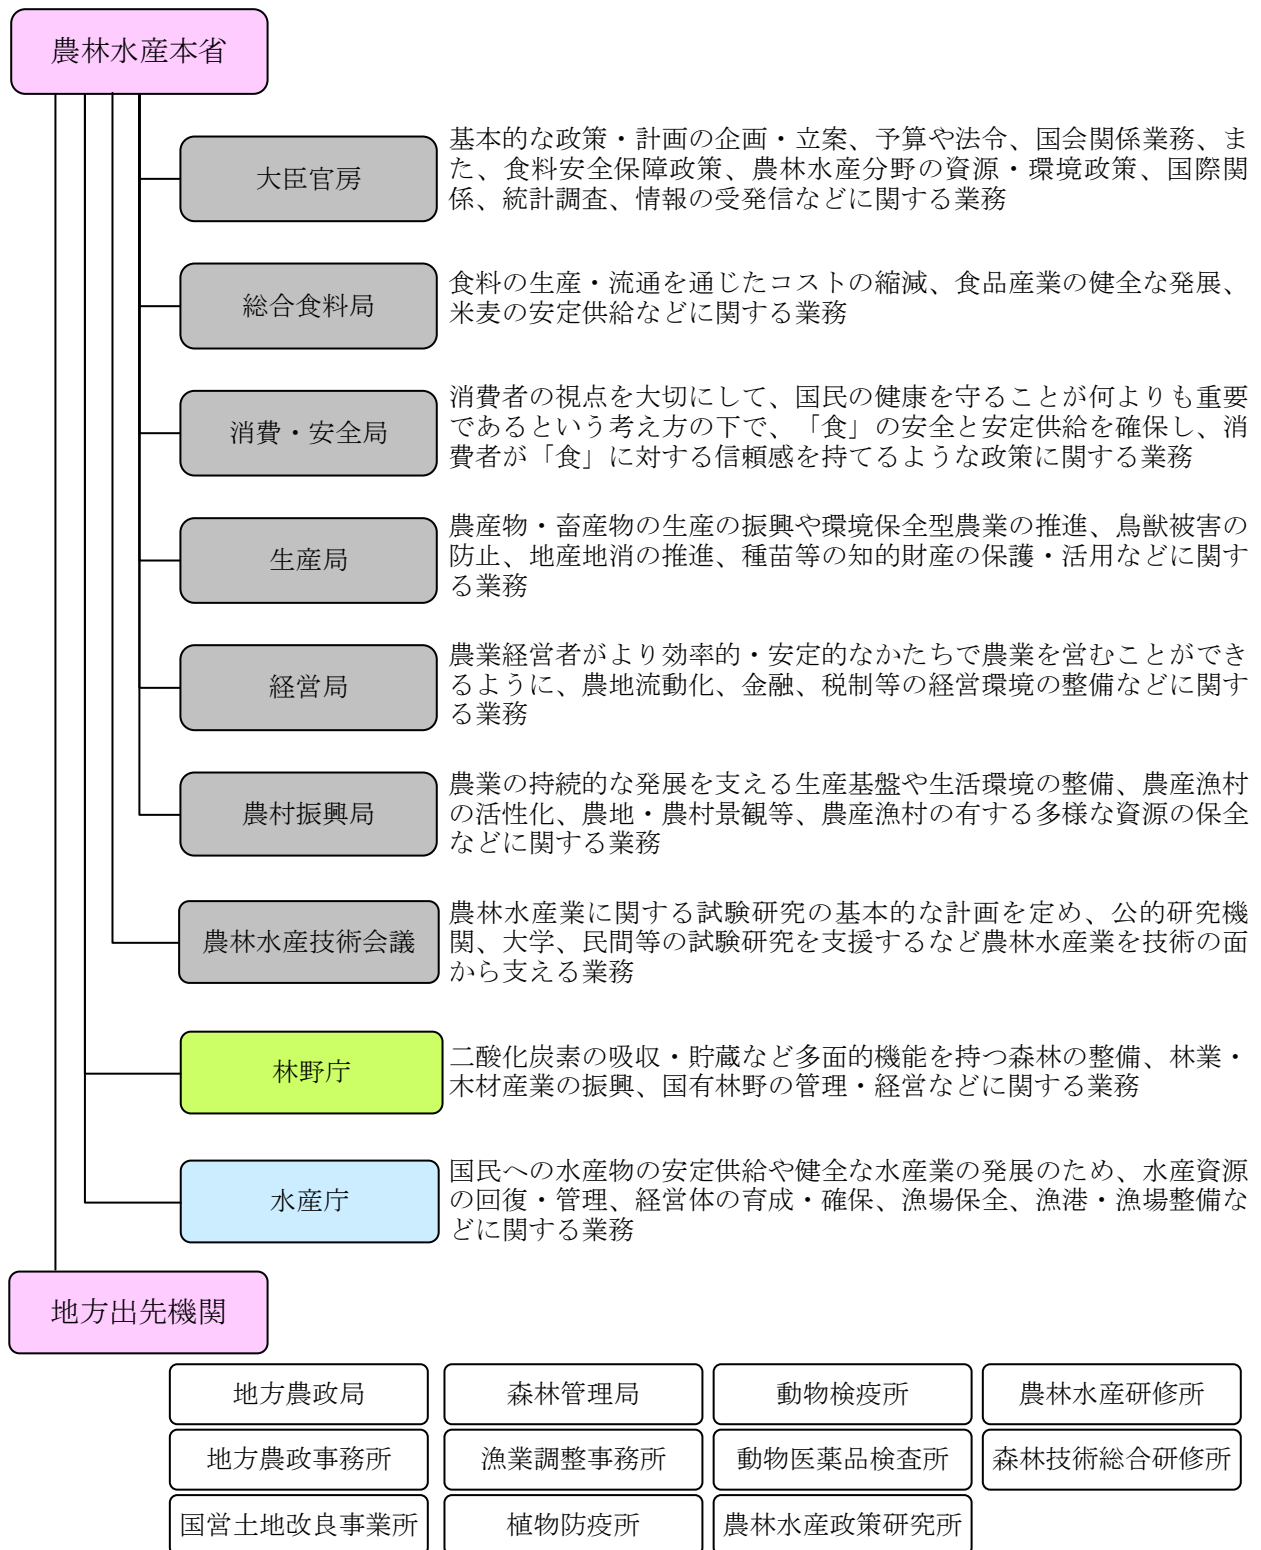 農林水産本省
大臣官房
基本的な政策・計画の企画・立案、予算や法令、国会関係業務、ま
た、食料安全保障政策、農林水産分野の資源・環境政策、国際関
係、統計調査、情報の受発信などに関する業務
総合食料局
食料の生産・流通を通じたコストの縮減、食品産業の健全な発展、
米麦の安定供給などに関する業務
消費・安全局
消費者の視点を大切にして、国民の健康を守ることが何よりも重要
であるという考え方の下で、「食」の安全と安定供給を確保し、消
費者が「食」に対する信頼感を持てるような政策に関する業務
生産局
農産物・畜産物の生産の振興や環境保全型農業の推進、鳥獣被害の
防止、地産地消の推進、種苗等の知的財産の保護・活用などに関す
る業務
経営局
農業経営者がより効率的・安定的なかたちで農業を営むことができ
るように、農地流動化、金融、税制等の経営環境の整備などに関す
る業務
農村振興局
農業の持続的な発展を支える生産基盤や生活環境の整備、農産漁村
の活性化、農地・農村景観等、農産漁村の有する多様な資源の保全
などに関する業務
農林水産技術会議
農林水産業に関する試験研究の基本的な計画を定め、公的研究機
関、大学、民間等の試験研究を支援するなど農林水産業を技術の面
から支える業務
林野庁
二酸化炭素の吸収・貯蔵など多面的機能を持つ森林の整備、林業・
木材産業の振興、国有林野の管理・経営などに関する業務
水産庁
国民への水産物の安定供給や健全な水産業の発展のため、水産資源
の回復・管理、経営体の育成・確保、漁場保全、漁港・漁場整備な
どに関する業務
地方出先機関
地方農政局 森林管理局 動物検疫所 農林水産研修所
地方農政事務所 漁業調整事務所 動物医薬品検査所 森林技術総合研修所
国営土地改良事業所 植物防疫所 農林水産政策研究所